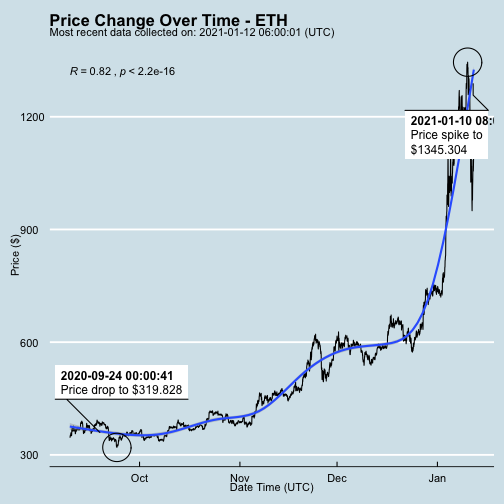 Price Change Over Time - ETH
Most recent data collected on: 2021-01-12 06:00:01 (UTC)
R = 0.82 , p < 2.2e-16
1200
2021-01-10 08:
Price spike to
$1345.304
900
Price ($)
600
2020-09-24 00:00:41
Price drop to $319.828
300
Oct
Nov
Dec
Jan
Date Time (UTC)